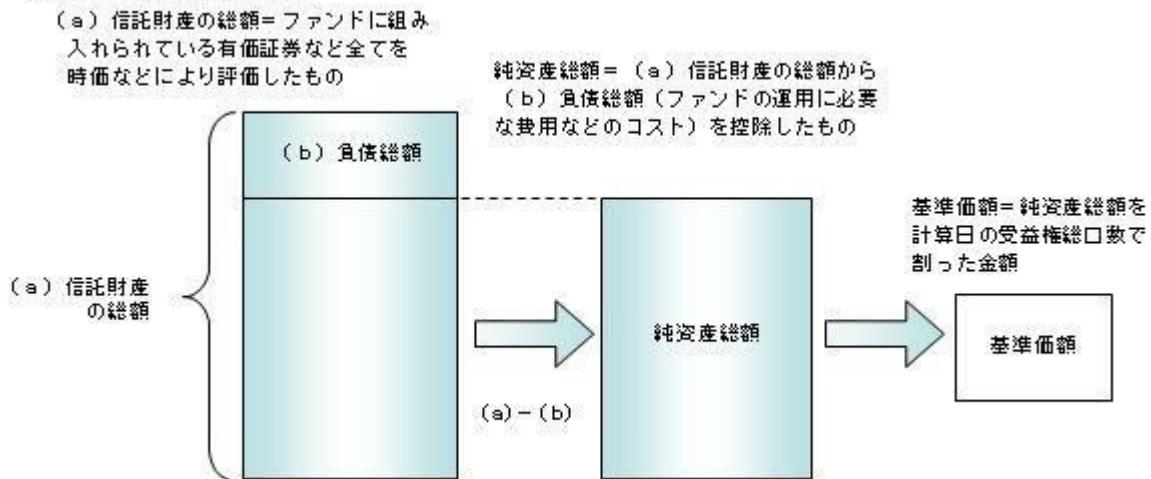 （a）信託財産の総額＝ファンドに組み
入れられている有価証券など全てを
時価などにより評価したもの
純資産総額＝（a）信託財産の総額から
（b）負債総額（ファンドの運用に必要
な費用などのコスト）を控除したもの
（b）負債総額
基準価額＝純資産総額を
計算日の受益権総口数で
割った金額
（a）信託財産
の総額
純資産総額
基準価額
(a)－(b)